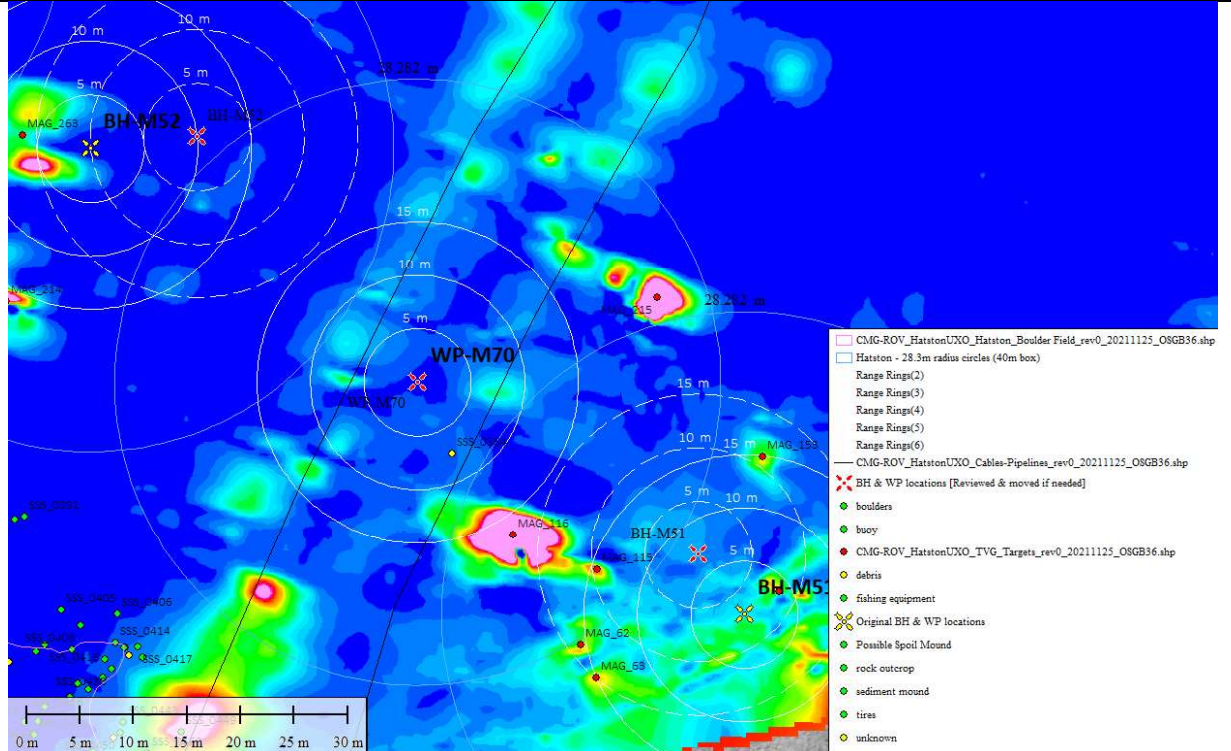 10 m
10 m
5 m
5 m
28.282 m
MAG_263
BH-M52
BH-M52
15 m
10 m
MAG_214
5 m
28.282 m
MAG_215
WP-M70
WP-M70
15 m
10 m
15 m
MAG_153
5 m
10 m
SSS_0392
MAG_116
BH-M51
5 m
MAG_119
BH-M51
SSS_0405
SSS_0406
SSS_0414
MAG_62
SSS_0417
MAG_63
0 m
5 m
10 m
15 m
20 m
25 m
30 m
CMG-ROV_HatstonUXO_Hatston_Boulder Field_rev0_20211125_OSGB36.shp
Hatston - 28.3m radius circles (40m box)
Range Rings(2)
Range Rings(3)
Range Rings(4)
Range Rings(5)
Range Rings(6)
CMG-ROV_HatstonUXO_Cables-Pipelines_rev0_20211125_OSGB36.shp
BH & WP locations [Reviewed & moved if needed]
boulders
buoy
CMG-ROV_HatstonUXO_TVG_Targets_rev0_20211125_OSGB36.shp
debris
fishing equipment
Original BH & WP locations
Possible Spoil Mound
rock outcrop
sediment mound
tires
unknown